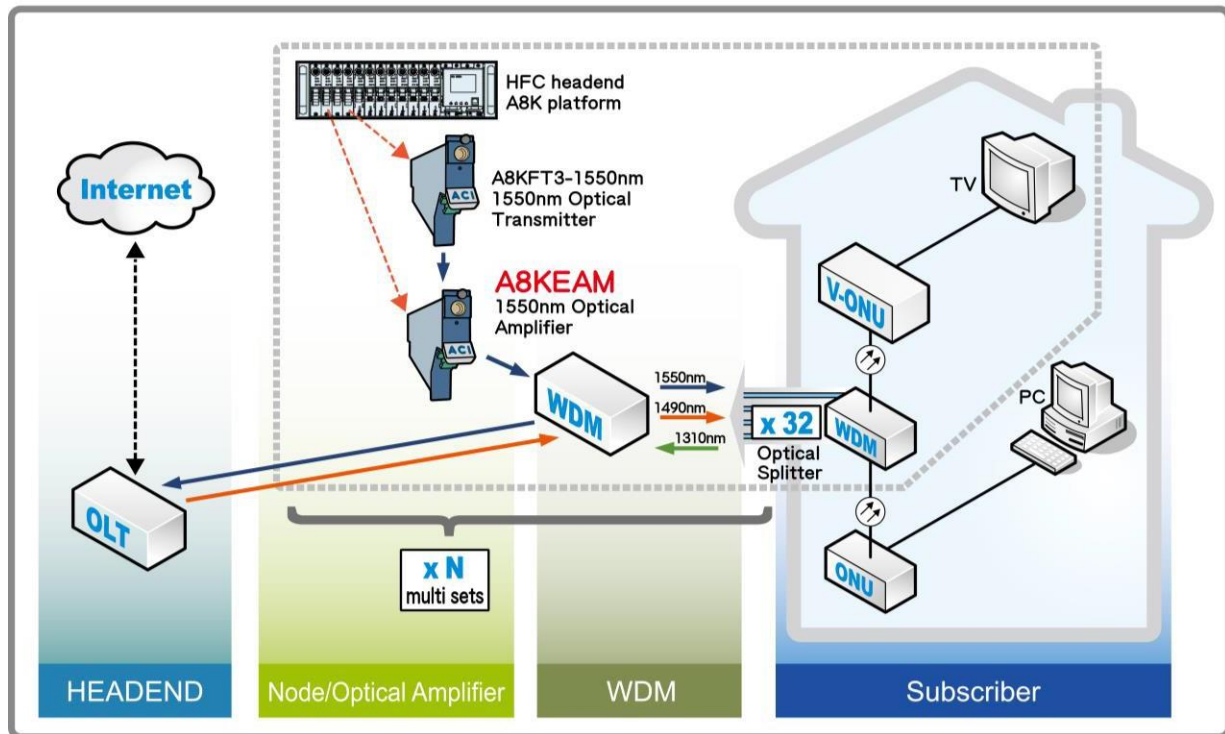 HFC headend
A8K platform
Internet
A8KFT3-1550nm
1550nm Optical
Transmitter
ACI
TV
A8KEAM
1550nm Optical
Amplifier
ACI
V-ONU
WDM
1550nm
1490nm
1310nm
x 32
Optical
Splitter
WDM
PC
OLT
ONU
x N
multi sets
HEADEND
Node/Optical Amplifier
WDM
Subscriber